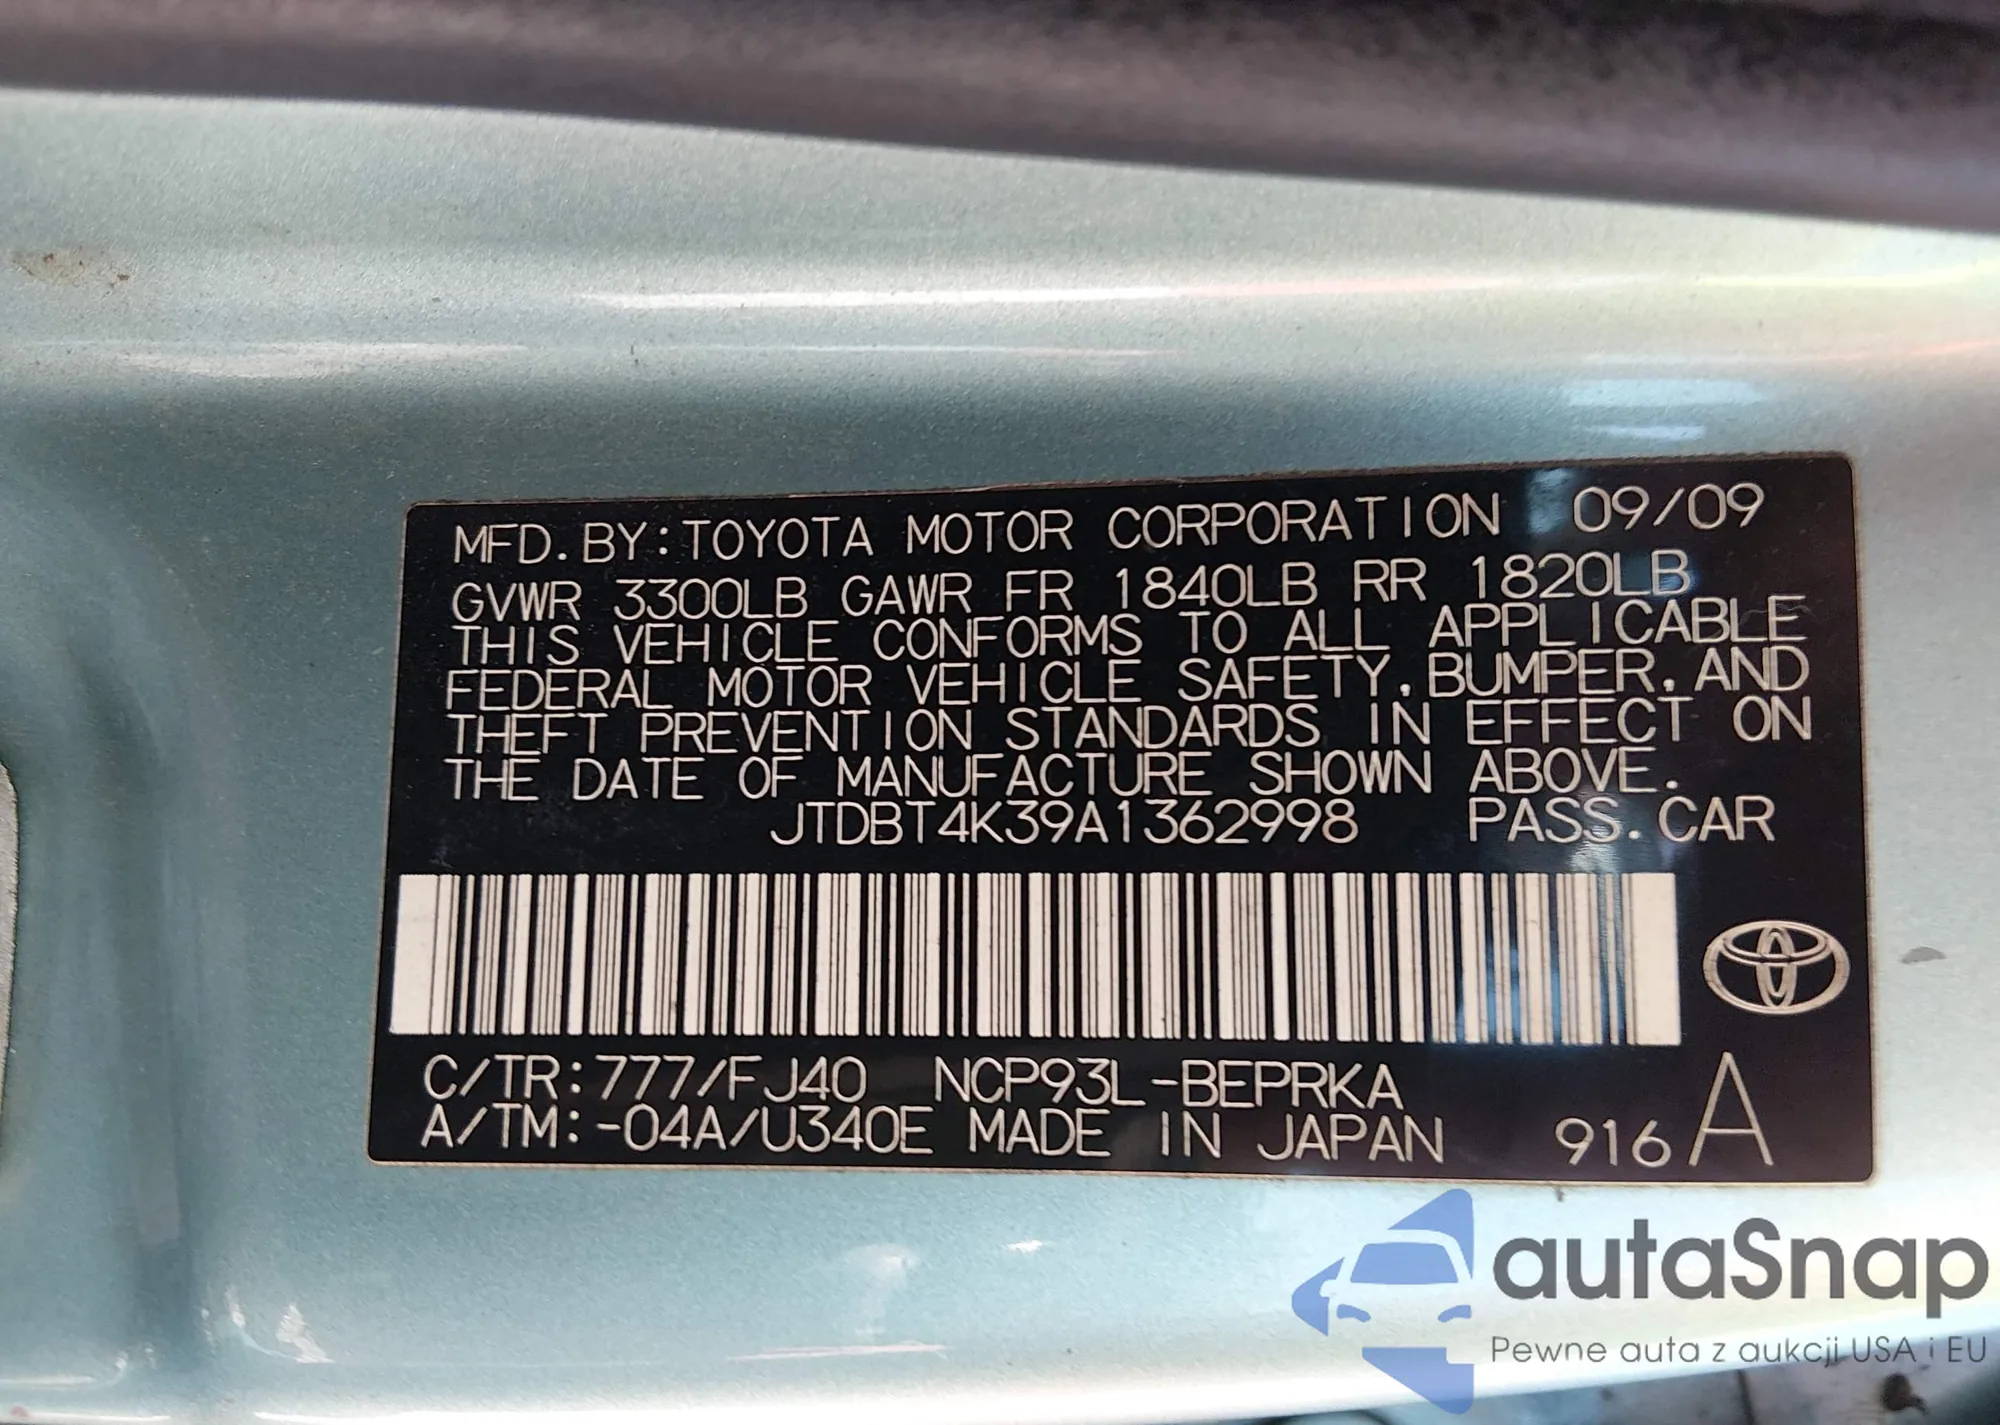 MFD. BY: TOYOTA MOTOR CORPORATION 09/09
GVWR 3300LB GAWR FR 1840LB RR 1820LB
THIS VEHICLE CONFORMS TO ALL APPLICABLE
FEDERAL MOTOR VEHICLE SAFETY, BUMPER, AND
THEFT PREVENTION STANDARDS IN EFFECT ON
THE DATE OF MANUFACTURE SHOWN ABOVE.
JTDBT4K39A1362998 PASS. CAR
C/TR: 777/FJ40 NCP93L-BEPRKA
A/TM: -04A/U340E MADE IN JAPAN 916 A
autaSnap
Pewne auta z aukcji USA i EU